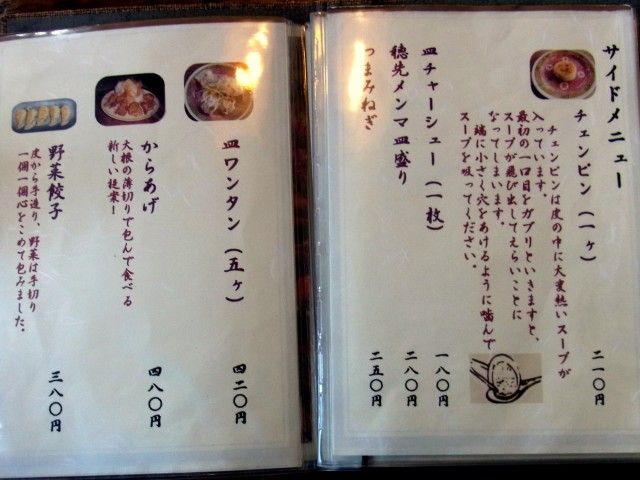 サイドメニュー
チェンピン（一ヶ）
二一〇円
チェンピンは皮の中に大変熱いスープが
入っています。
最初の一口目をガブリといきますと、
スープが飛び出してえらいことに
なってしまいます。
端に小さく穴をあけるように噛んで
スープを吸ってください。
皿チャーシュー（一枚）
一八〇円
穂先メンマ皿盛り
二八〇円
つまみねぎ
二五〇円
皿ワンタン（五ヶ）
四二〇円
からあげ
大根の薄切りで包んで食べる
新しい提案！
四八〇円
野菜餃子
皮から手造り、野菜は手切り
一個一個心をこめて包みました。
三八〇円